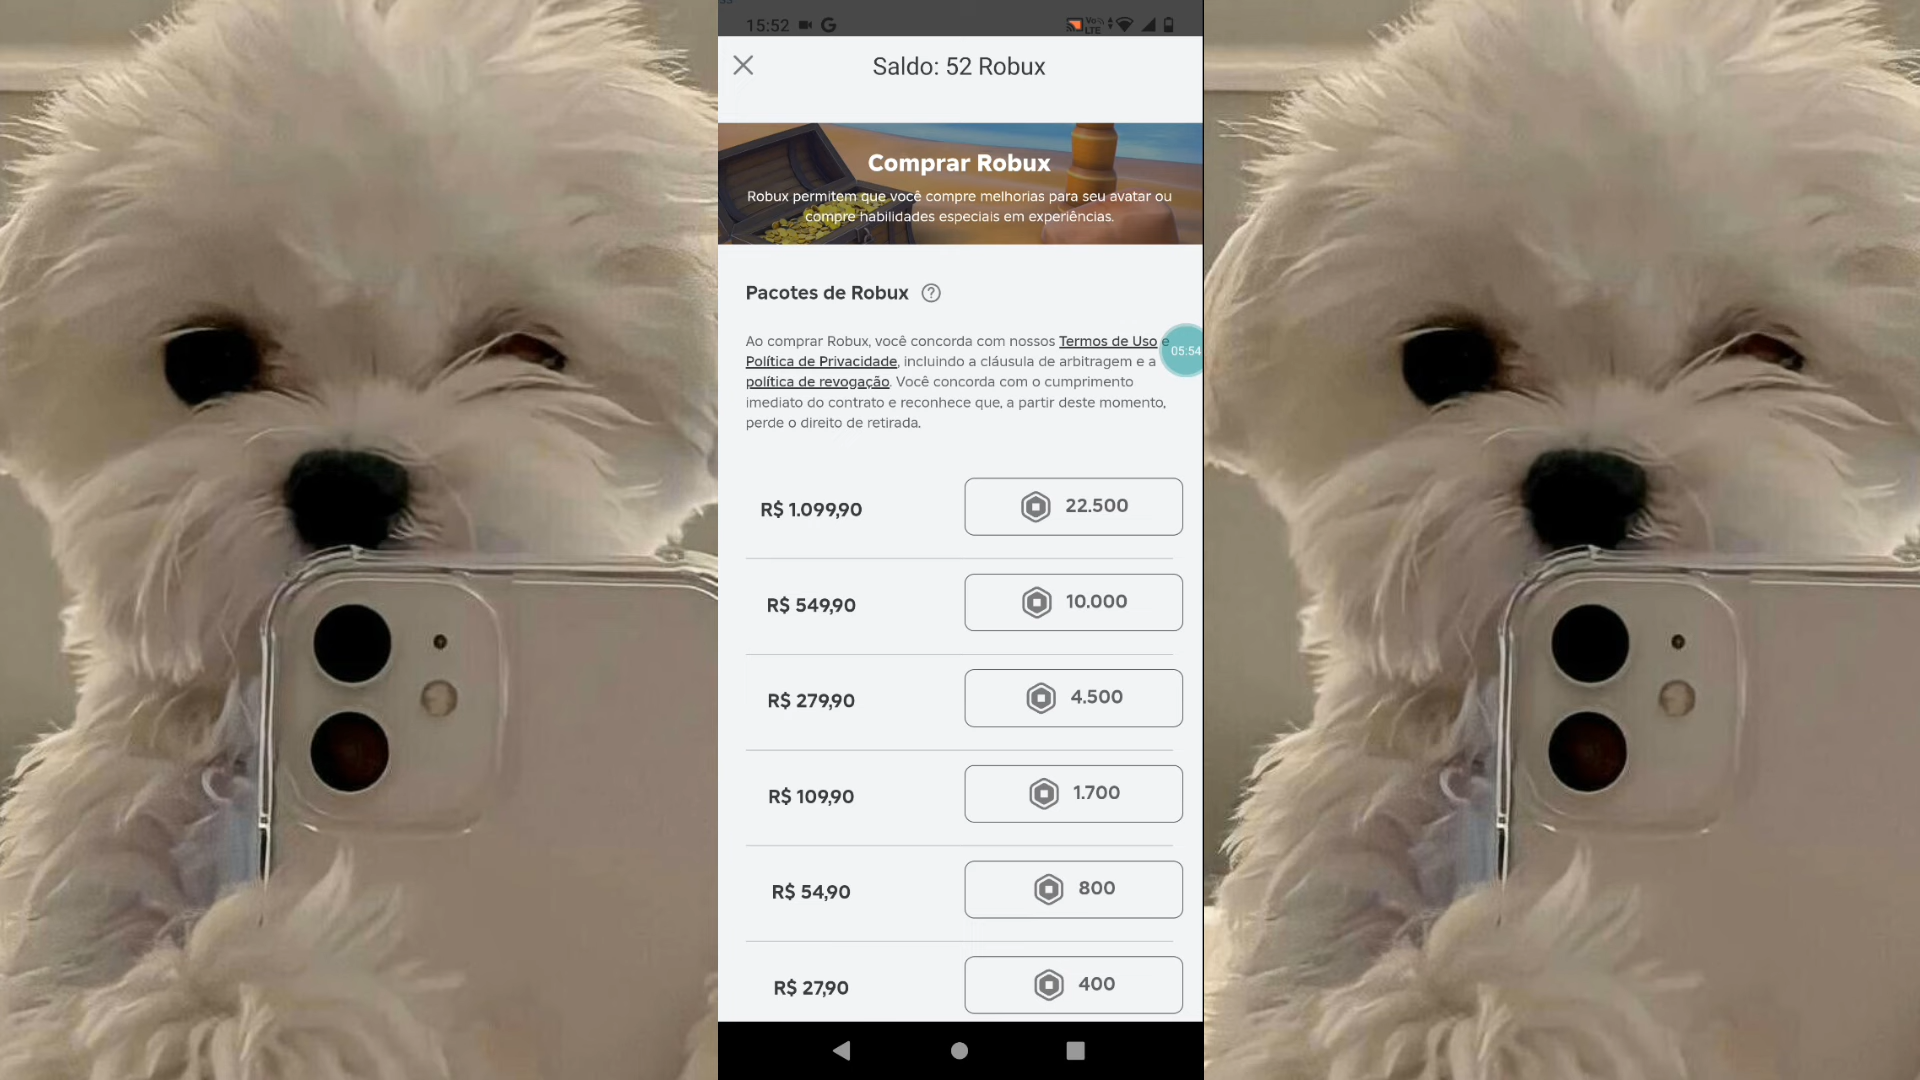 15:52
G
Vo
LTE
Saldo: 52 Robux
Comprar Robux
Robux permitem que você compre melhorias para seu avatar ou
compre habilidades especiais em experiências.
Pacotes de Robux ?
Ao comprar Robux, você concorda com nossos Termos de Uso e
05:54
Política de Privacidade, incluindo a cláusula de arbitragem e a
política de revogação. Você concorda com o cumprimento
imediato do contrato e reconhece que, a partir deste momento,
perde o direito de retirada.
R$ 1.099,90 22.500
R$ 549,90 10.000
R$ 279,90 4.500
R$ 109,90 1.700
R$ 54,90 800
R$ 27,90 400